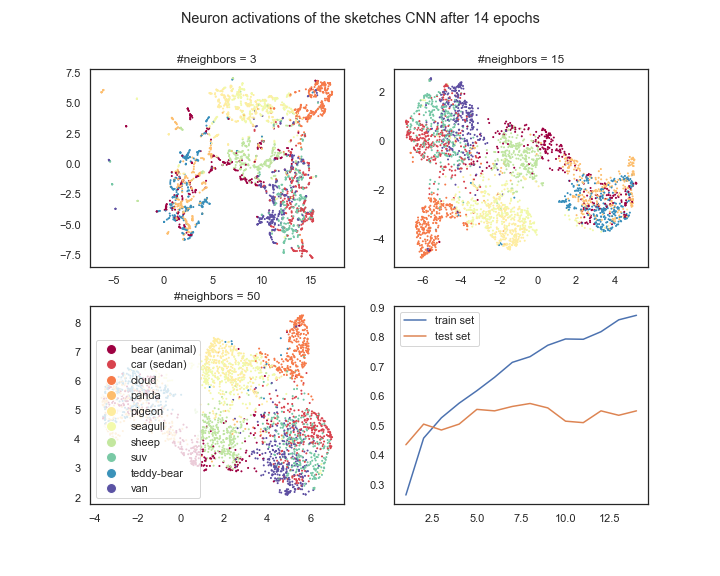 Neuron activations of the sketches CNN after 14 epochs
#neighbors = 3
7.5
5.0
2.5
0.0
−2.5
−5.0
−7.5
−5
0
5
10
15
#neighbors = 15
2
0
−2
−4
−6
−4
−2
0
2
4
#neighbors = 50
8
7
6
5
4
3
2
−4
−2
0
2
4
6
bear (animal)
car (sedan)
cloud
panda
pigeon
seagull
sheep
suv
teddy-bear
van
0.9
0.8
0.7
0.6
0.5
0.4
0.3
2.5
5.0
7.5
10.0
12.5
train set
test set